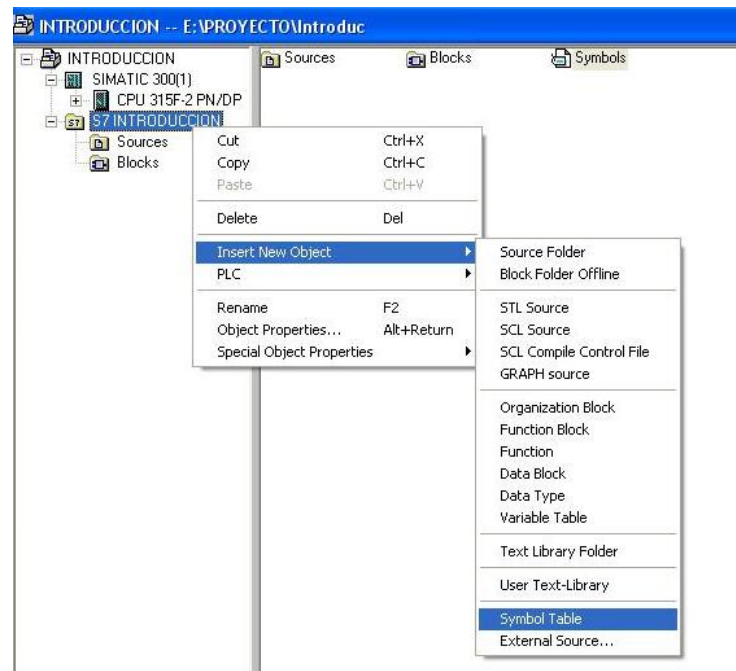 INTRODUCCION -- E:\PROYECTO\Introduc
INTRODUCCION
SIMATIC 300(1)
CPU 315F-2 PN/DP
S7 INTRODUCCION
Sources
Blocks
Sources
Blocks
Symbols
Cut Ctrl+X
Copy Ctrl+C
Paste Ctrl+V
Delete Del
Insert New Object
PLC
Rename F2
Object Properties... Alt+Return
Special Object Properties
Source Folder
Block Folder Offline
STL Source
SCL Source
SCL Compile Control File
GRAPH source
Organization Block
Function Block
Function
Data Block
Data Type
Variable Table
Text Library Folder
User Text-Library
Symbol Table
External Source...